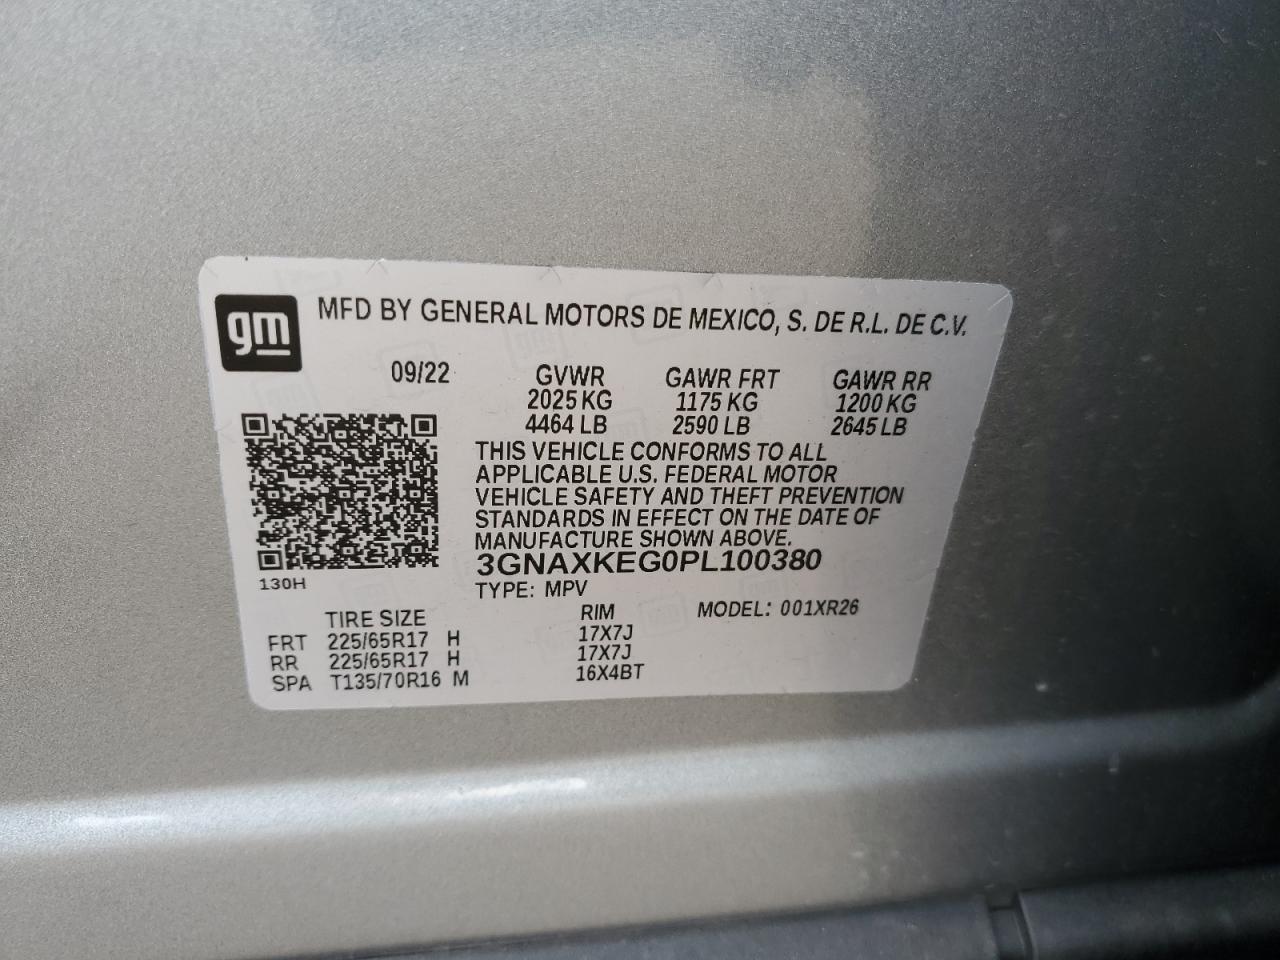 gm
MFD BY GENERAL MOTORS DE MEXICO, S. DE R.L. DE C.V.
09/22 GVWR GAWR FRT GAWR RR
2025 KG 1175 KG 1200 KG
4464 LB 2590 LB 2645 LB
THIS VEHICLE CONFORMS TO ALL
APPLICABLE U.S. FEDERAL MOTOR
VEHICLE SAFETY AND THEFT PREVENTION
STANDARDS IN EFFECT ON THE DATE OF
MANUFACTURE SHOWN ABOVE.
3GNAXKEG0PL100380
130H TYPE: MPV
TIRE SIZE RIM MODEL: 001XR26
FRT 225/65R17 H 17X7J
RR 225/65R17 H 17X7J
SPA T135/70R16 M 16X4BT